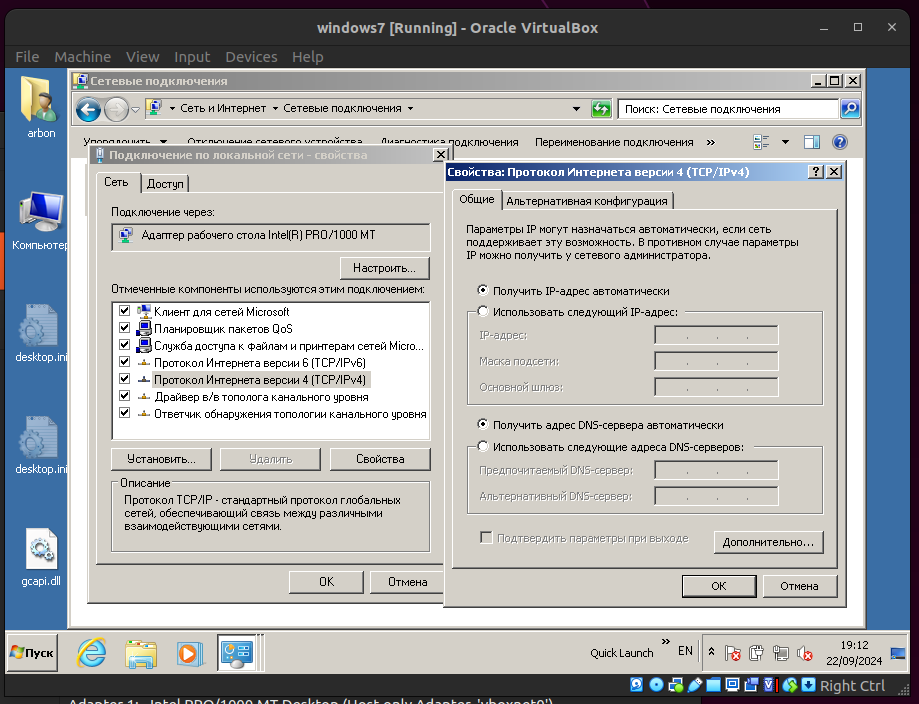 windows7 [Running] - Oracle VirtualBox
File Machine View Input Devices Help
arbon
Компьютер
desktop.ini
desktop.ini
gcapi.dll
Сетевые подключения
Сеть и Интернет Сетевые подключения
Поиск: Сетевые подключения
Упорядочить Отключение сетевого устройства Диагностика подключения Переименование подключения »
Подключение по локальной сети - свойства
Сеть Доступ
Подключение через:
Адаптер рабочего стола Intel(R) PRO/1000 MT
Настроить...
Отмеченные компоненты используются этим подключением:
Клиент для сетей Microsoft
Планировщик пакетов QoS
Служба доступа к файлам и принтерам сетей Micro...
Протокол Интернета версии 6 (TCP/IPv6)
Протокол Интернета версии 4 (TCP/IPv4)
Драйвер в/в тополога канального уровня
Ответчик обнаружения топологии канального уровня
Установить... Удалить Свойства
Описание
Протокол TCP/IP - стандартный протокол глобальных
сетей, обеспечивающий связь между различными
взаимодействующими сетями.
OK Отмена
Свойства: Протокол Интернета версии 4 (TCP/IPv4)
Общие Альтернативная конфигурация
Параметры IP могут назначаться автоматически, если сеть
поддерживает эту возможность. В противном случае параметры
IP можно получить у сетевого администратора.
Получить IP-адрес автоматически
Использовать следующий IP-адрес:
IP-адрес:
Маска подсети:
Основной шлюз:
Получить адрес DNS-сервера автоматически
Использовать следующие адреса DNS-серверов:
Предпочитаемый DNS-сервер:
Альтернативный DNS-сервер:
Подтвердить параметры при выходе
Дополнительно...
OK Отмена
Пуск
Quick Launch »
EN
19:12
22/09/2024
Right Ctrl
Adapter 1: Intel PRO/1000 MT Desktop (Host-only Adapter, 'vboxnet0')